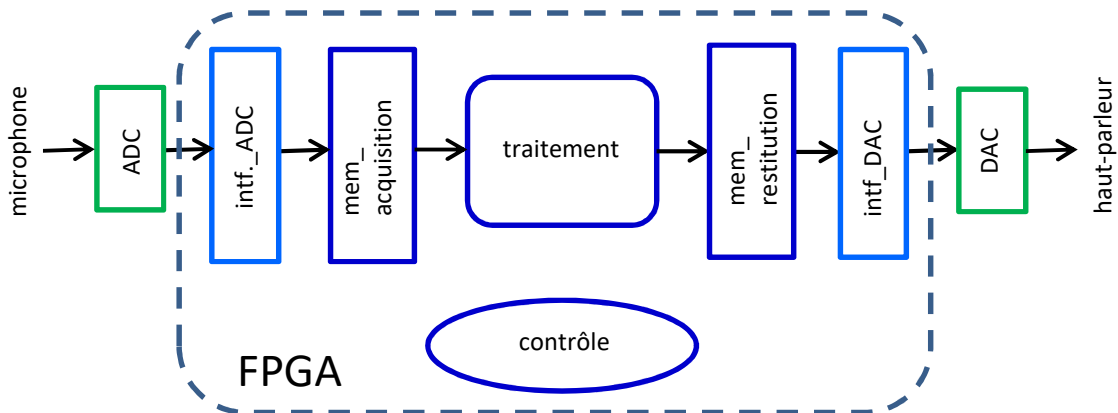 microphone
ADC
intf._ADC
mem_
acquisition
traitement
mem_
restitution
intf_DAC
DAC
haut-parleur
contrôle
FPGA